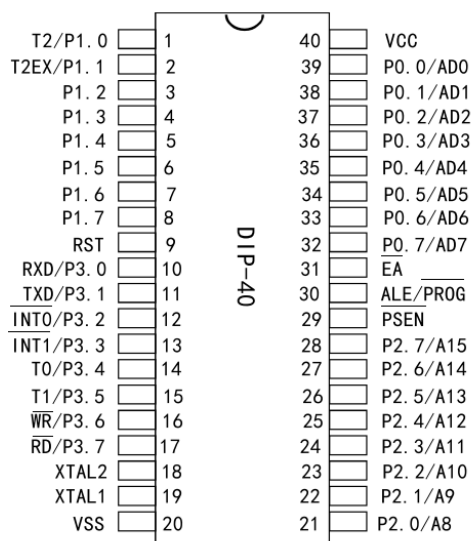 T2/P1.0 1 40 VCC
T2EX/P1.1 2 39 P0.0/AD0
P1.2 3 38 P0.1/AD1
P1.3 4 37 P0.2/AD2
P1.4 5 36 P0.3/AD3
P1.5 6 35 P0.4/AD4
P1.6 7 34 P0.5/AD5
P1.7 8 33 P0.6/AD6
RST 9 32 P0.7/AD7
RXD/P3.0 10 31 EA
TXD/P3.1 11 30 ALE/PROG
INT0/P3.2 12 29 PSEN
INT1/P3.3 13 28 P2.7/A15
T0/P3.4 14 27 P2.6/A14
T1/P3.5 15 26 P2.5/A13
WR/P3.6 16 25 P2.4/A12
RD/P3.7 17 24 P2.3/A11
XTAL2 18 23 P2.2/A10
XTAL1 19 22 P2.1/A9
VSS 20 21 P2.0/A8
DIP-40